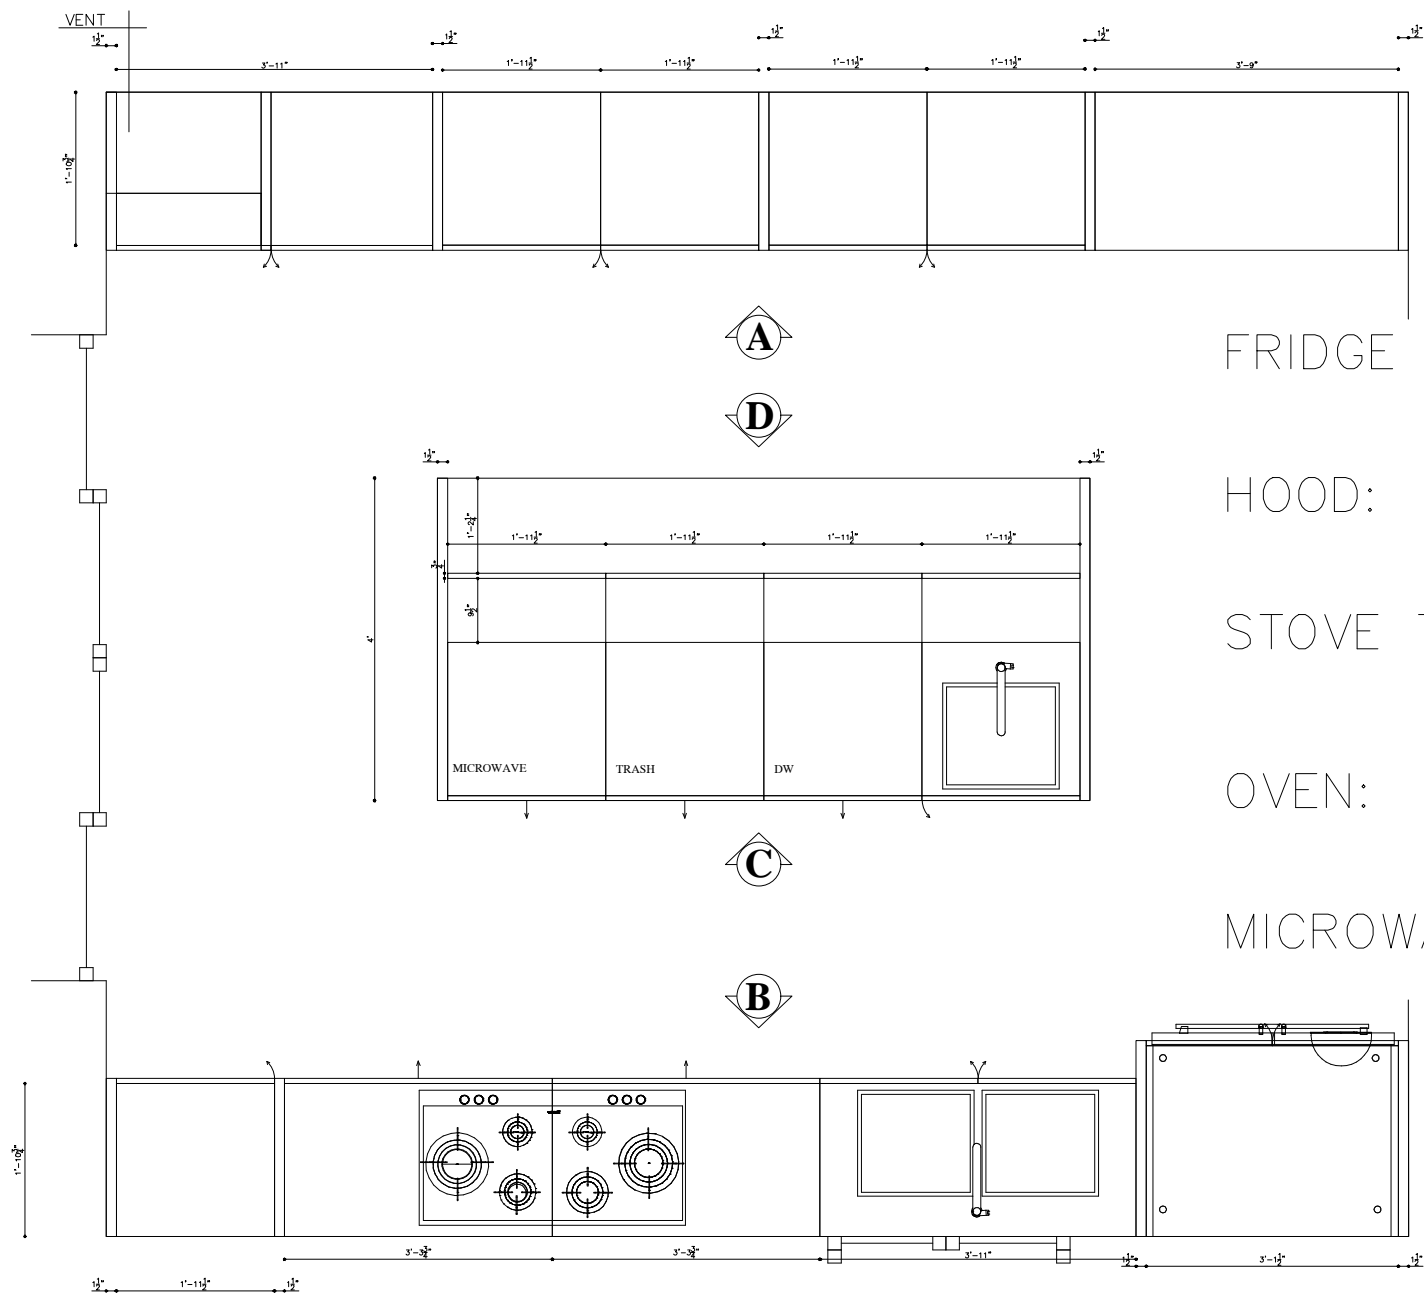 VENT
1½" 1½" 1½" 1½" 1½"
3'-11" 1'-11½" 1'-11½" 1'-11½" 1'-11½" 3'-9"
1'-10¾"
A
FRIDGE
D
1½" 1½"
HOOD:
1'-2¼"
1'-11½" 1'-11½" 1'-11½" 1'-11½"
¾"
9½"
4'
STOVE T
MICROWAVE TRASH DW
OVEN:
C
MICROWA
B
1'-10¾"
3'-3¾" 3'-3¾" 3'-11" 1½" 3'-1½" 1½"
1½" 1'-11½" 1½"